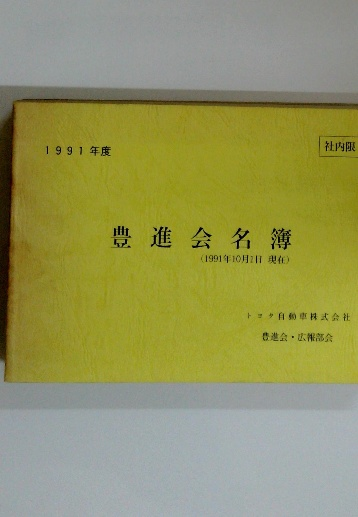 1991年度
社内限
豊進会名簿
(1991年10月1日 現在)
トヨタ自動車株式会社
豊進会・広報部会